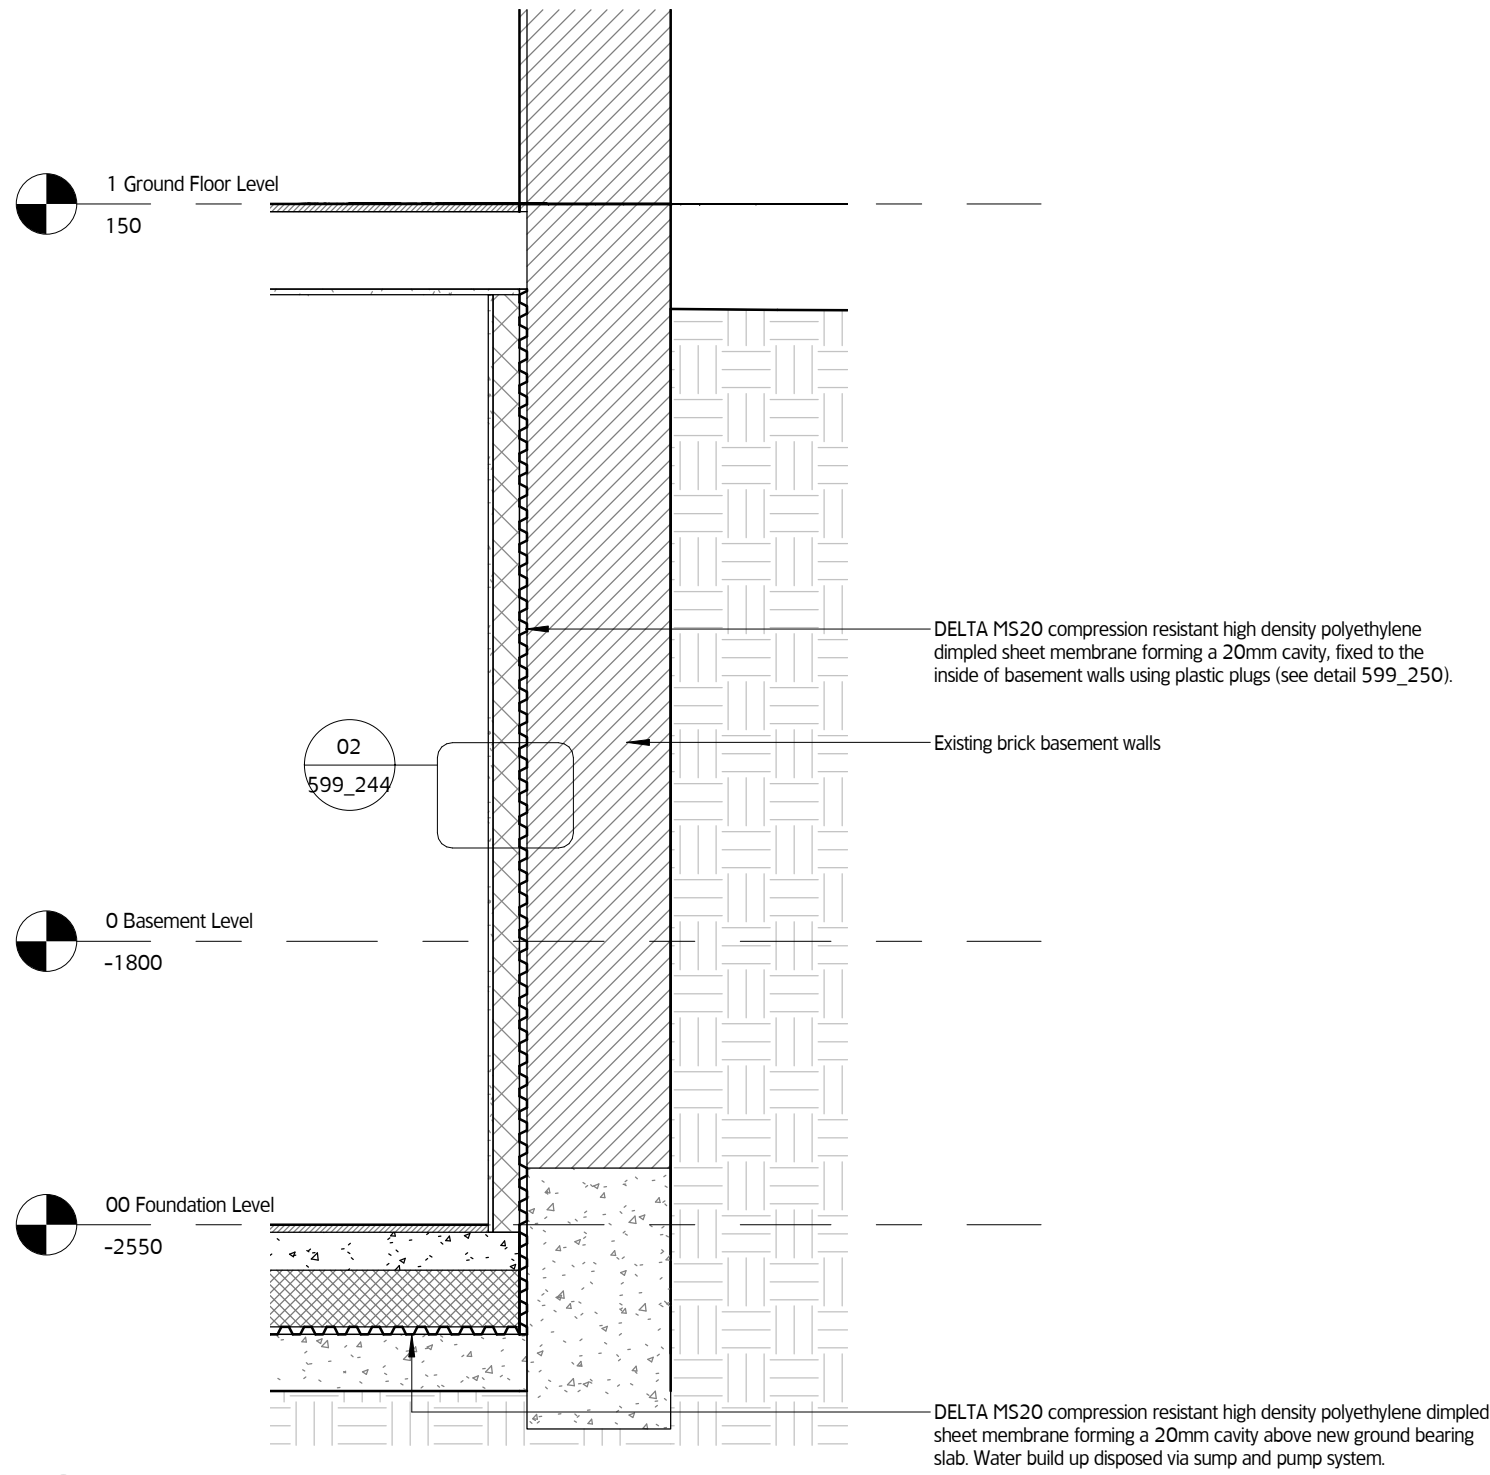 1 Ground Floor Level
150
DELTA MS20 compression resistant high density polyethylene
dimpled sheet membrane forming a 20mm cavity, fixed to the
inside of basement walls using plastic plugs (see detail 599_250).
Existing brick basement walls
02
599_244
0 Basement Level
-1800
00 Foundation Level
-2550
DELTA MS20 compression resistant high density polyethylene dimpled
sheet membrane forming a 20mm cavity above new ground bearing
slab. Water build up disposed via sump and pump system.